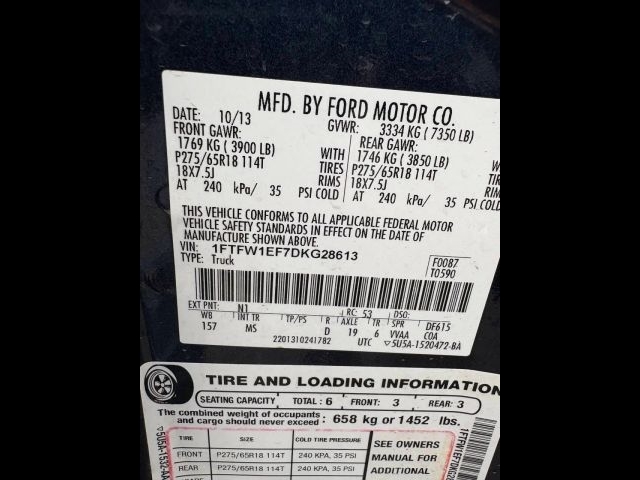 MFD. BY FORD MOTOR CO.
DATE: 10/13 GVWR: 3334 KG (7350 LB)
FRONT GAWR: REAR GAWR:
1769 KG (3900 LB) WITH 1746 KG (3850 LB)
P275/65R18 114T TIRES P275/65R18 114T
18X7.5J RIMS 18X7.5J
AT 240 kPa/ 35 PSI COLD AT 240 kPa/ 35 PSI COLD
THIS VEHICLE CONFORMS TO ALL APPLICABLE FEDERAL MOTOR
VEHICLE SAFETY STANDARDS IN EFFECT ON THE DATE OF
MANUFACTURE SHOWN ABOVE.
VIN: 1FTFW1EF7DKG28613
TYPE: Truck
F0087
T0590
EXT PNT: N1 RC: 53 DSO:
WB INT TR TP/PS R AXLE TR SPR DF615
157 MS D 19 6 VVAA COA
2201310241782 UTC 5U5A-1520472-BA
TIRE AND LOADING INFORMATION
SEATING CAPACITY TOTAL: 6 FRONT: 3 REAR: 3
The combined weight of occupants and cargo should never exceed: 658 kg or 1452 lbs.
TIRE SIZE COLD TIRE PRESSURE SEE OWNERS
FRONT P275/65R18 114T 240 KPA, 35 PSI MANUAL FOR
REAR P275/65R18 114T 240 KPA, 35 PSI ADDITIONAL